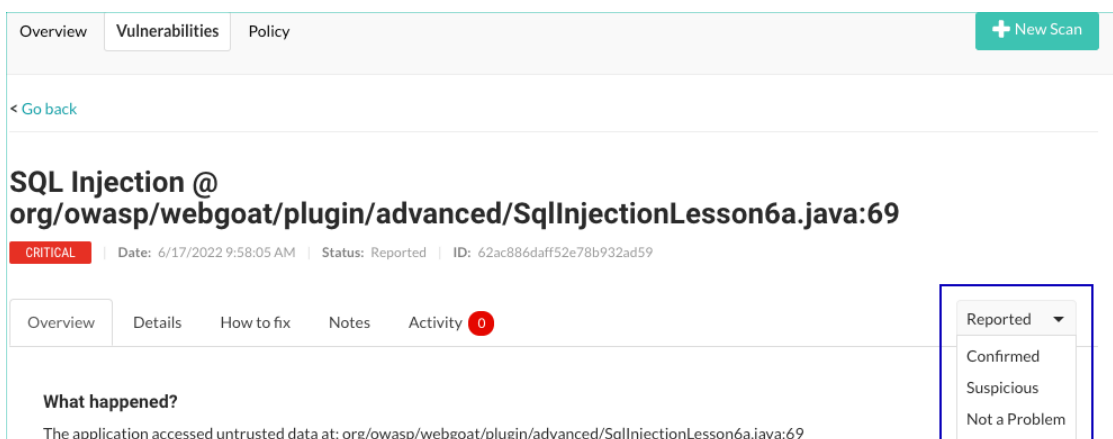 Overview Vulnerabilities Policy
New Scan
< Go back
SQL Injection @
org/owasp/webgoat/plugin/advanced/SqlInjectionLesson6a.java:69
CRITICAL | Date: 6/17/2022 9:58:05 AM | Status: Reported | ID: 62ac886daff52e78b932ad59
Overview Details How to fix Notes Activity 0
Reported
Confirmed
Suspicious
Not a Problem
What happened?
The application accessed untrusted data at: org/owasp/webgoat/plugin/advanced/SqlInjectionLesson6a.java:69